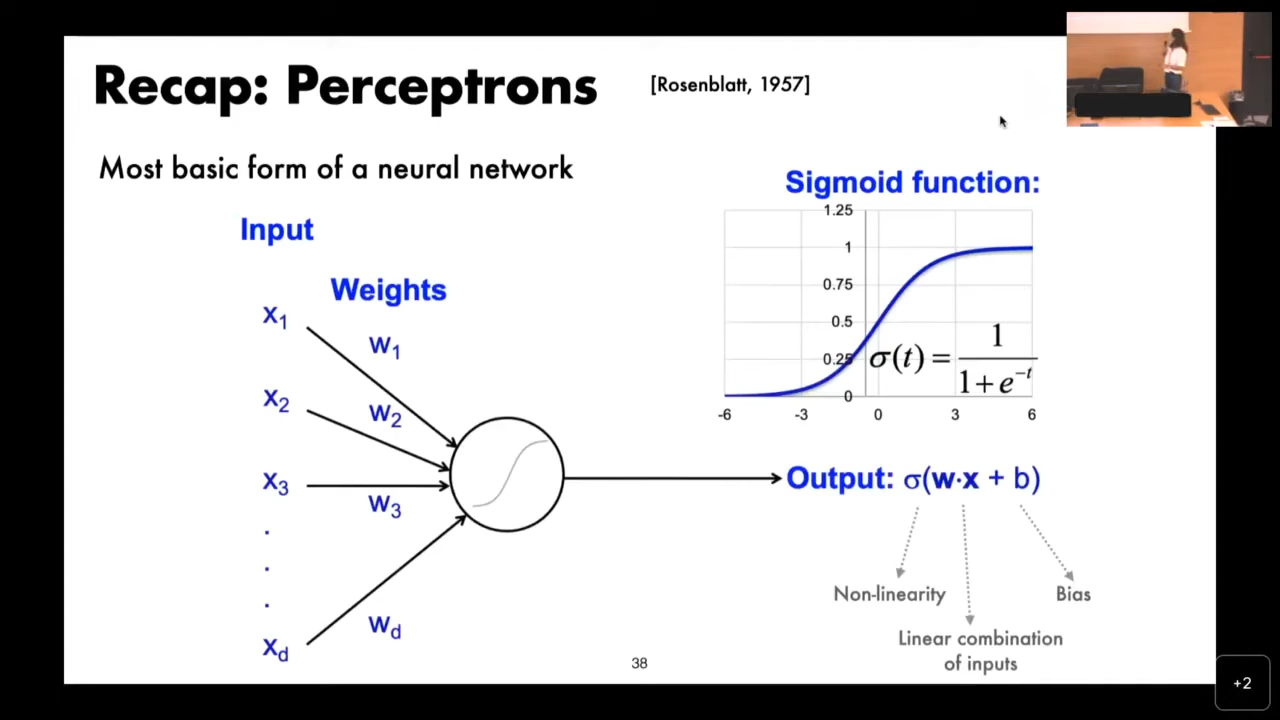 Recap: Perceptrons
[Rosenblatt, 1957]
Most basic form of a neural network
Input
Weights
x1
w1
x2
w2
x3
w3
.
.
.
xd
wd
Sigmoid function:
1.25
1
0.75
0.5
0.25
0
-6 -3 0 3 6
σ(t) = 1 / 1 + e^-t
Output: σ(w·x + b)
Non-linearity
Bias
Linear combination
of inputs
38
+2